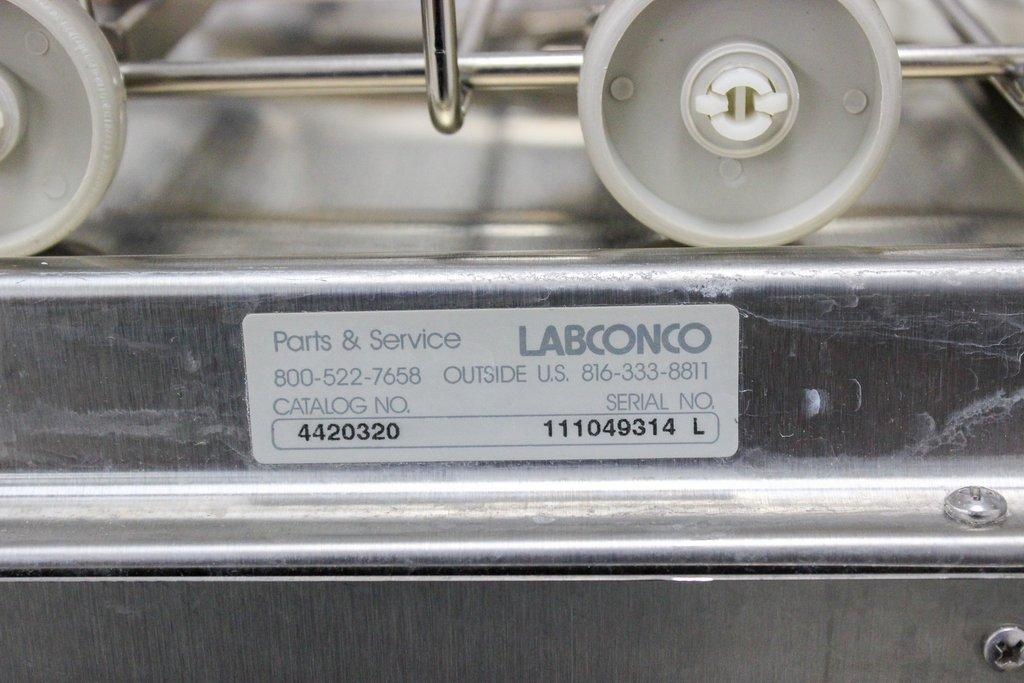 Parts & Service LABCONCO
800-522-7658 OUTSIDE U.S. 816-333-8811
CATALOG NO. SERIAL NO.
4420320 111049314 L